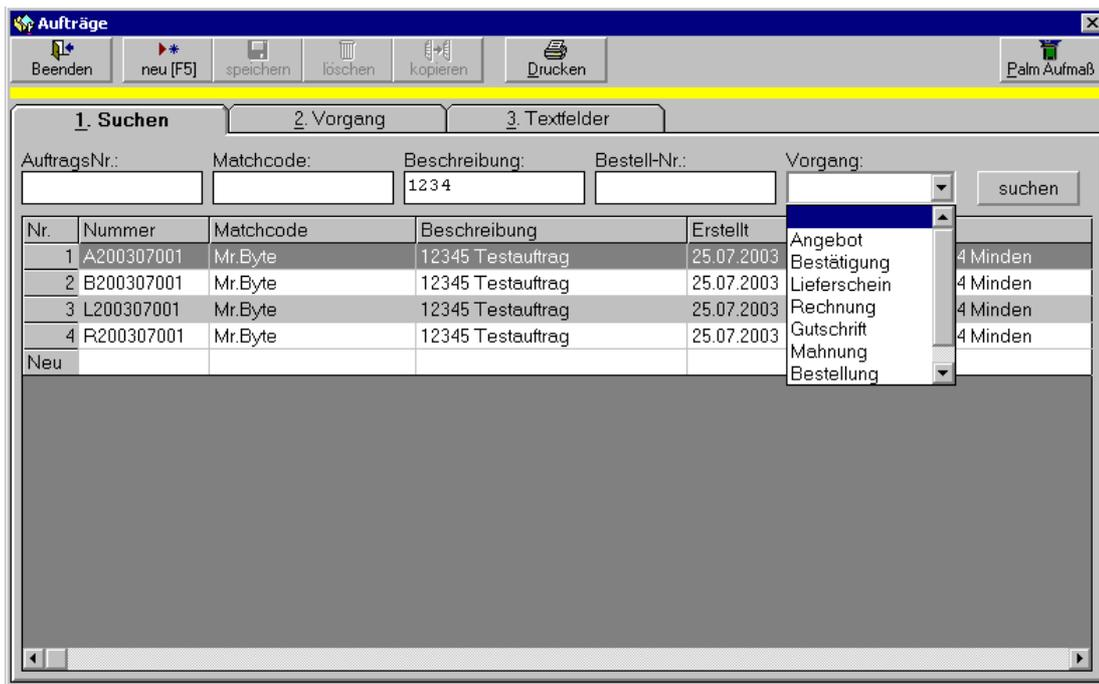 Aufträge
Beenden neu [F5] speichern löschen kopieren Drucken Palm Aufmaß
1. Suchen 2. Vorgang 3. Textfelder
AuftragsNr.: Matchcode: Beschreibung: Bestell-Nr.: Vorgang:
1234 suchen
Nr. Nummer Matchcode Beschreibung Erstellt
1 A200307001 Mr.Byte 12345 Testauftrag 25.07.2003 4 Minden
2 B200307001 Mr.Byte 12345 Testauftrag 25.07.2003 4 Minden
3 L200307001 Mr.Byte 12345 Testauftrag 25.07.2003 4 Minden
4 R200307001 Mr.Byte 12345 Testauftrag 25.07.2003 4 Minden
Neu
Angebot
Bestätigung
Lieferschein
Rechnung
Gutschrift
Mahnung
Bestellung